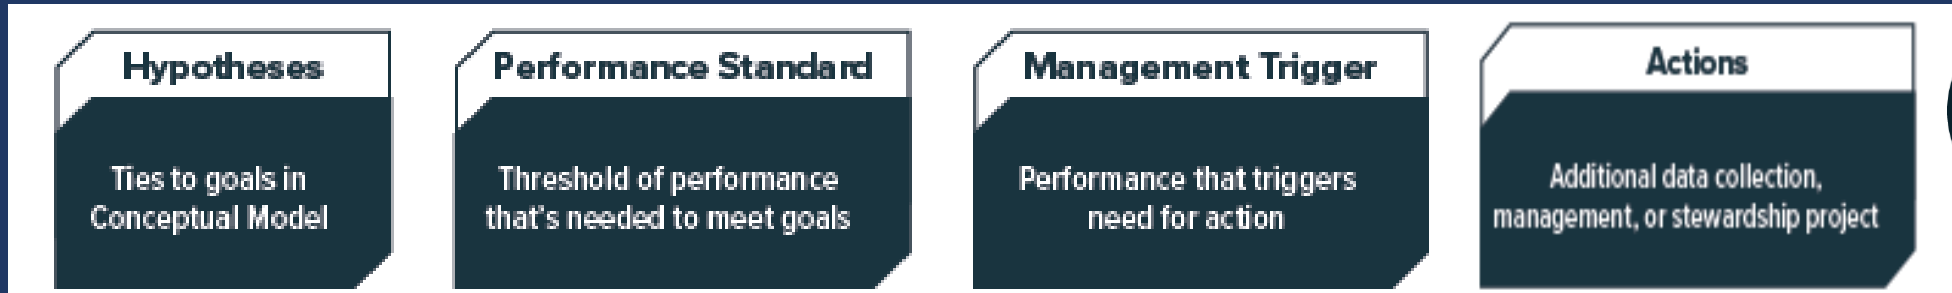 Hypotheses
Ties to goals in
Conceptual Model
Performance Standard
Threshold of performance
that's needed to meet goals
Management Trigger
Performance that triggers
need for action
Actions
Additional data collection,
management, or stewardship project